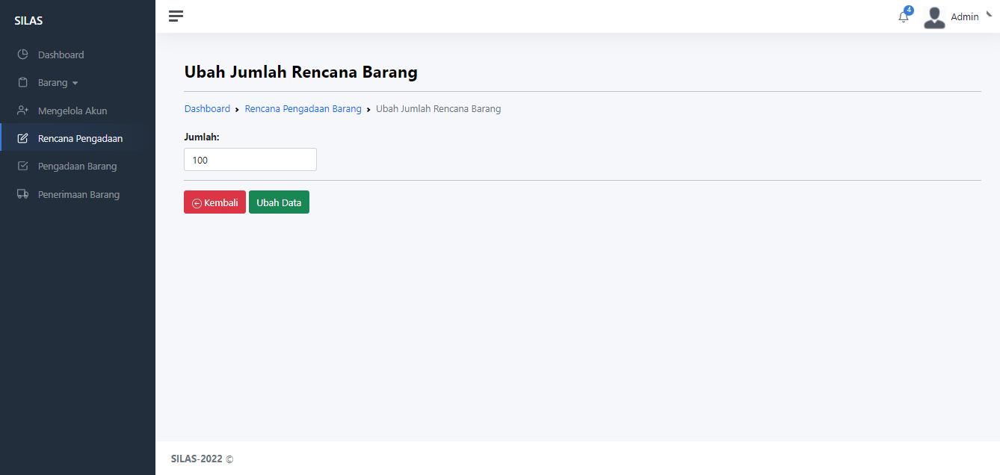 SILAS
Dashboard
Barang
Mengelola Akun
Rencana Pengadaan
Pengadaan Barang
Penerimaan Barang
4
Admin
Ubah Jumlah Rencana Barang
Dashboard › Rencana Pengadaan Barang › Ubah Jumlah Rencana Barang
Jumlah:
100
Kembali Ubah Data
SILAS-2022 ©